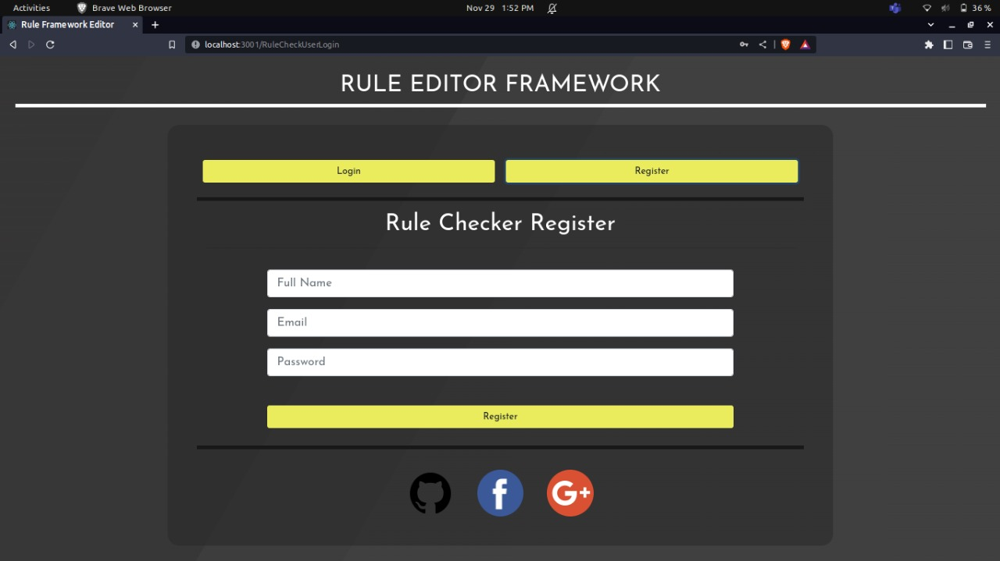 Activities Brave Web Browser Nov 29 1:52 PM 36 %
Rule Framework Editor
localhost:3001/RuleCheckUserLogin
RULE EDITOR FRAMEWORK
Login Register
Rule Checker Register
Full Name
Email
Password
Register
f G+